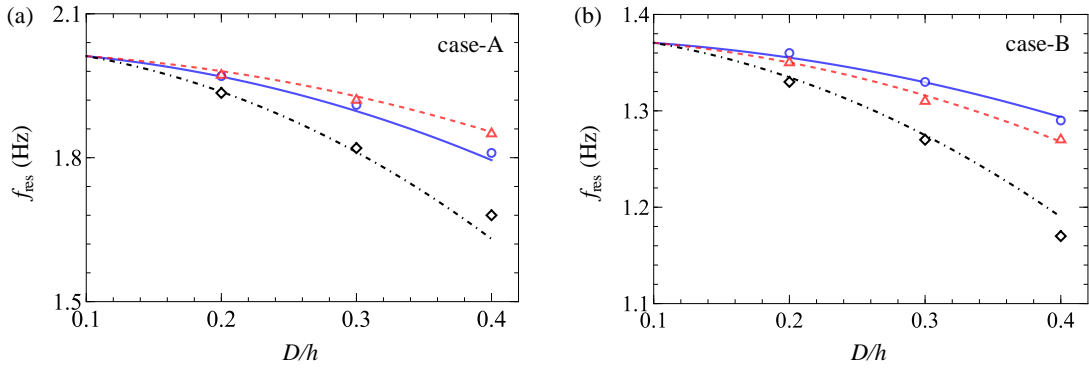 (a)
case-A
2.1
1.8
1.5
f_res (Hz)
0.1 0.2 0.3 0.4
D/h
(b)
case-B
1.4
1.3
1.2
1.1
f_res (Hz)
0.1 0.2 0.3 0.4
D/h